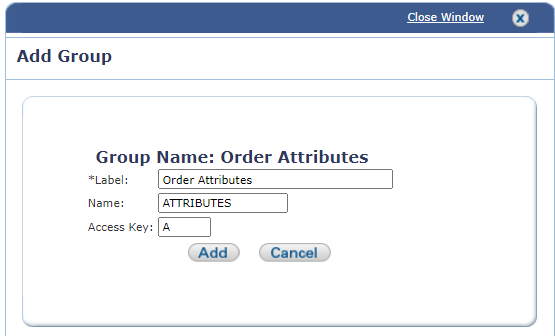 Close Window
Add Group
Group Name: Order Attributes
*Label: Order Attributes
Name: ATTRIBUTES
Access Key: A
Add Cancel